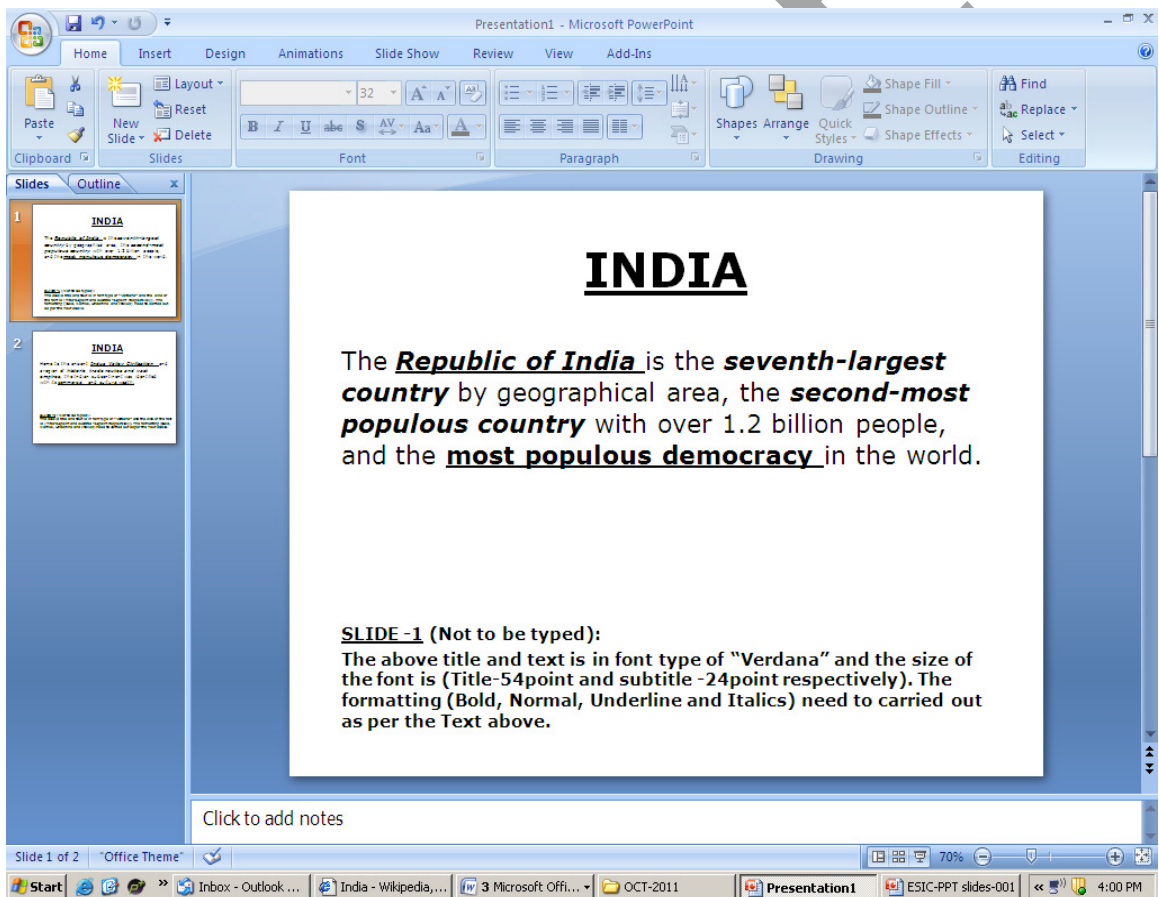 Presentation1 - Microsoft PowerPoint
Home Insert Design Animations Slide Show Review View Add-Ins
Paste
New Slide
Layout
Reset
Delete
32
B I U abe S AV Aa A
Shapes Arrange Quick Styles
Shape Fill
Shape Outline
Shape Effects
Find
Replace
Select
Clipboard Slides Font Paragraph Drawing Editing
Slides Outline x
1
INDIA
2
INDIA
INDIA
The Republic of India is the seventh-largest
country by geographical area, the second-most
populous country with over 1.2 billion people,
and the most populous democracy in the world.
SLIDE -1 (Not to be typed):
The above title and text is in font type of “Verdana” and the size of
the font is (Title-54point and subtitle -24point respectively). The
formatting (Bold, Normal, Underline and Italics) need to carried out
as per the Text above.
Click to add notes
Slide 1 of 2 "Office Theme" 70%
Start Inbox - Outlook ... India - Wikipedia,... 3 Microsoft Offi... OCT-2011 Presentation1 ESIC-PPT slides-001 4:00 PM